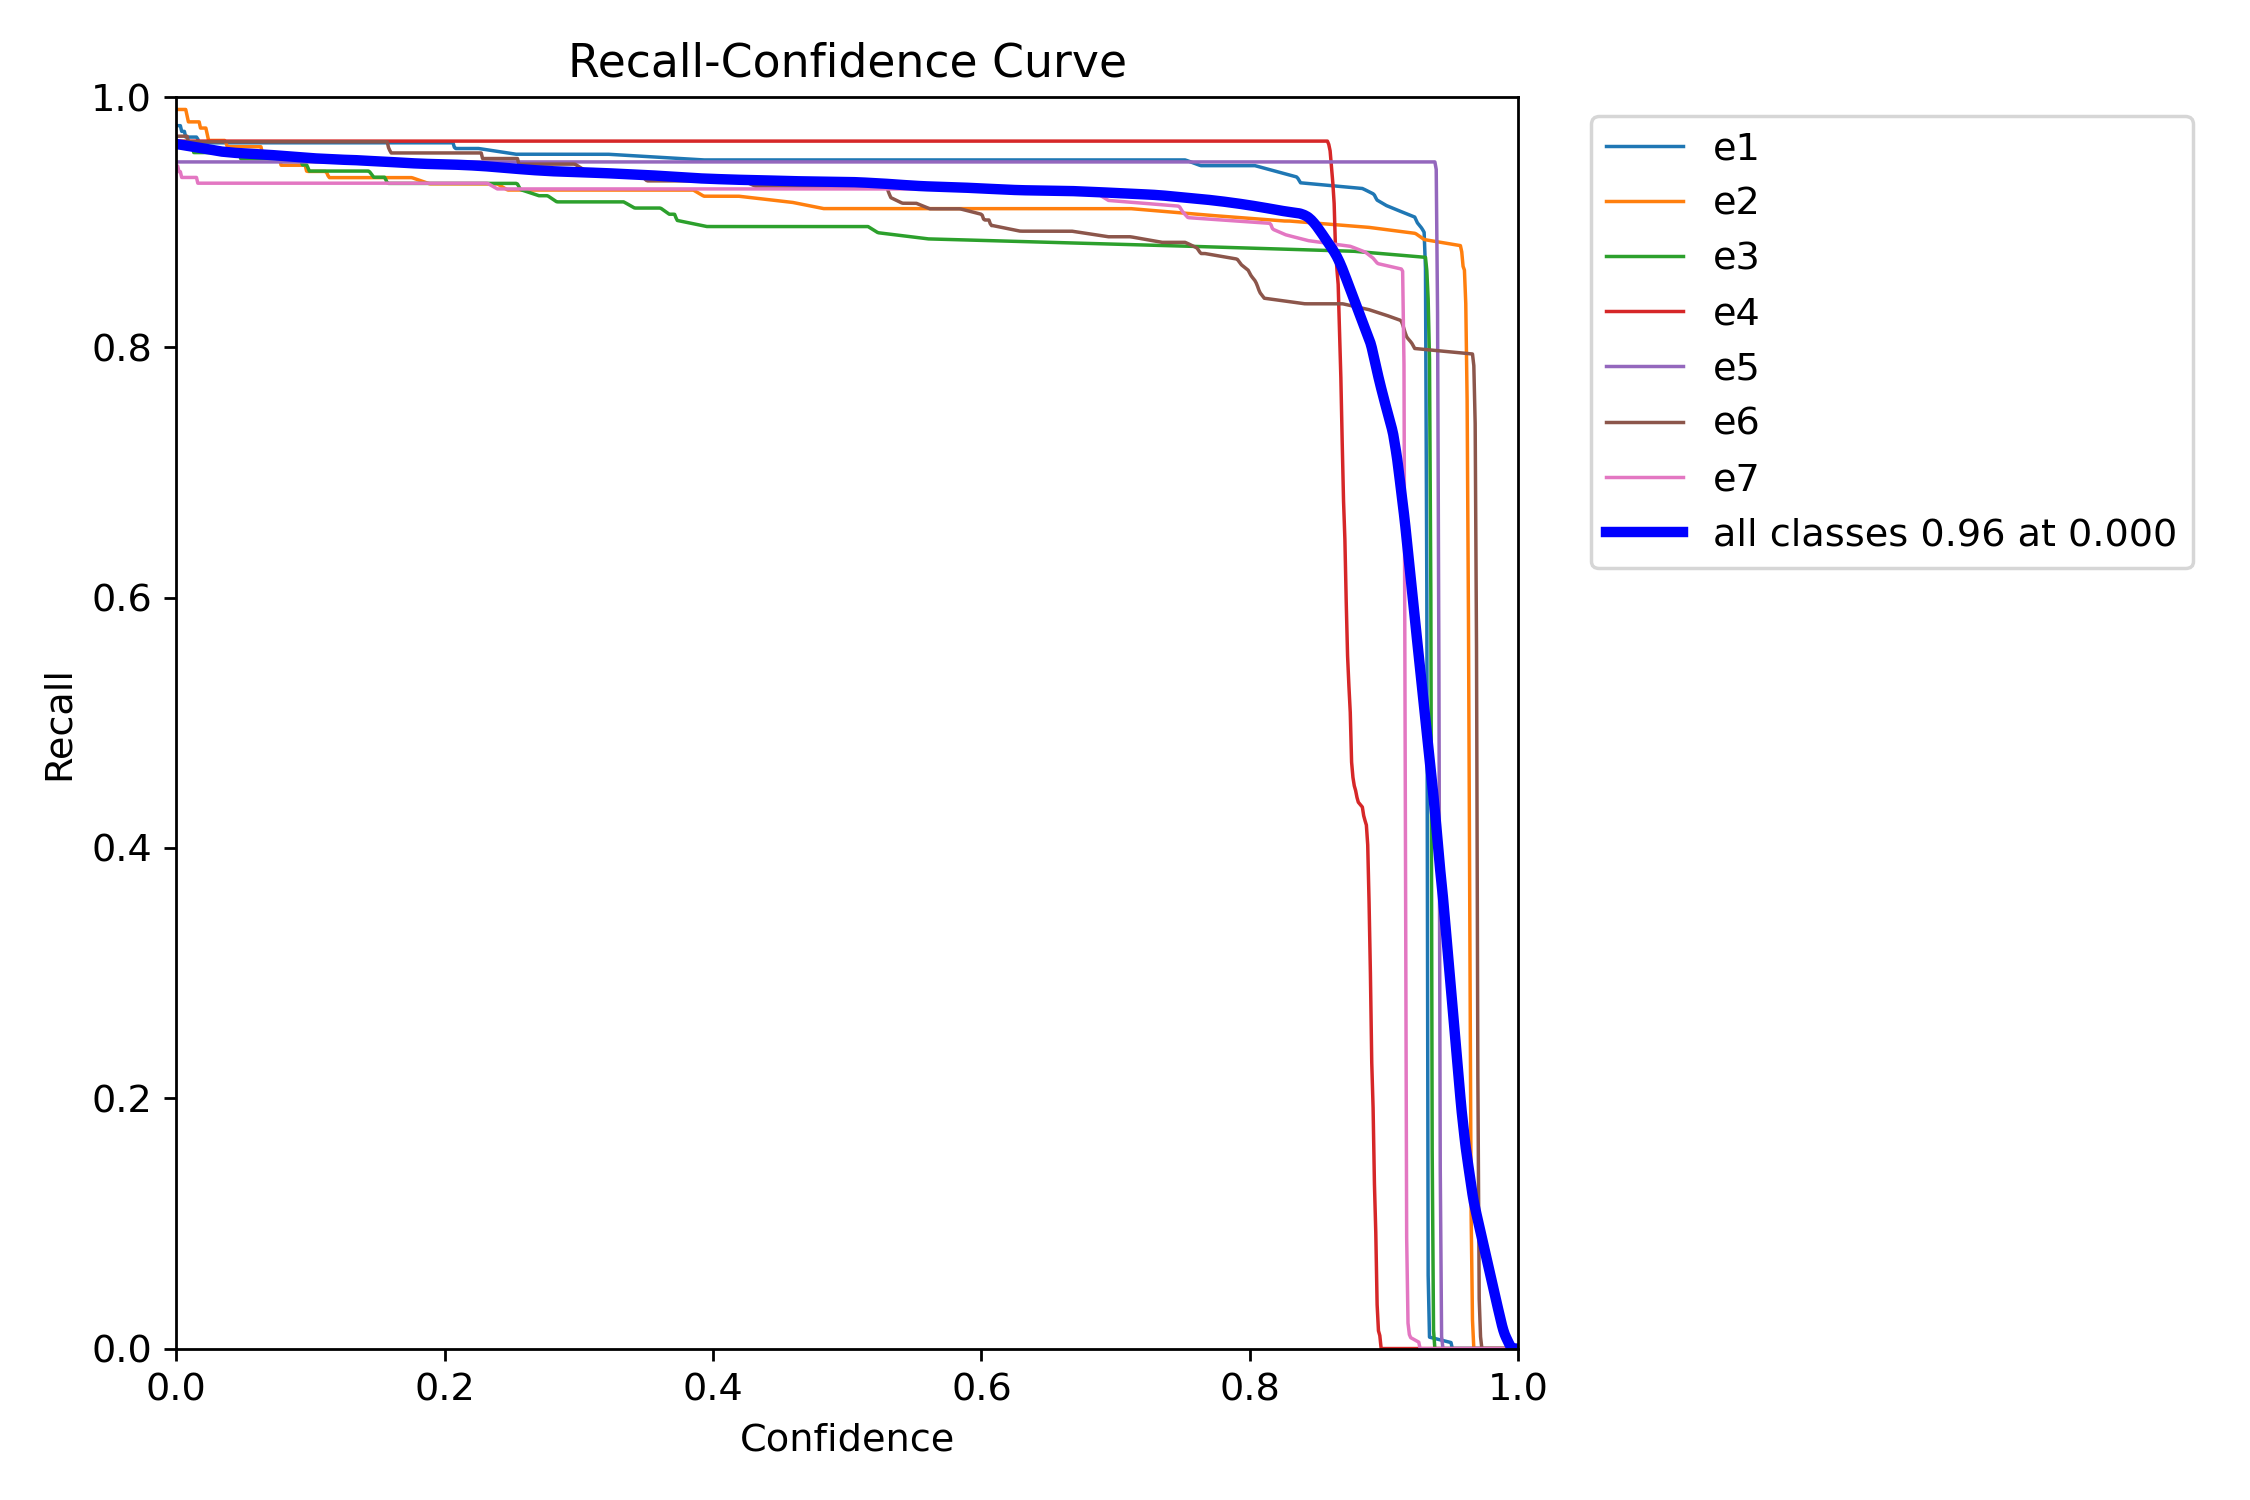 Recall-Confidence Curve
1.0
0.8
0.6
0.4
0.2
0.0
Recall
0.0 0.2 0.4 0.6 0.8 1.0
Confidence
e1
e2
e3
e4
e5
e6
e7
all classes 0.96 at 0.000